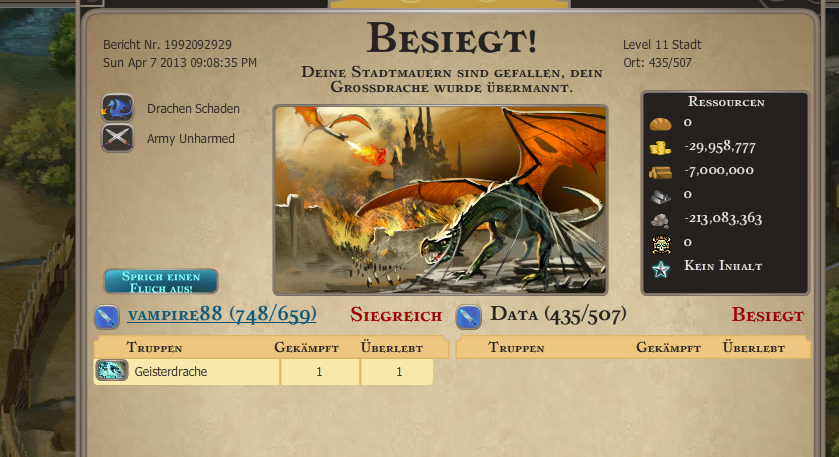 Besiegt!
Bericht Nr. 1992092929
Sun Apr 7 2013 09:08:35 PM
Level 11 Stadt
Ort: 435/507
Deine Stadtmauern sind gefallen, dein
Grossdrache wurde übermannt.
Drachen Schaden
Army Unharmed
Ressourcen
0
-29,958,777
-7,000,000
0
-213,083,363
0
Kein Inhalt
Sprich einen
Fluch aus!
vampire88 (748/659) Siegreich
Data (435/507) Besiegt
Truppen Gekämpft Überlebt
Truppen Gekämpft Überlebt
Geisterdrache 1 1